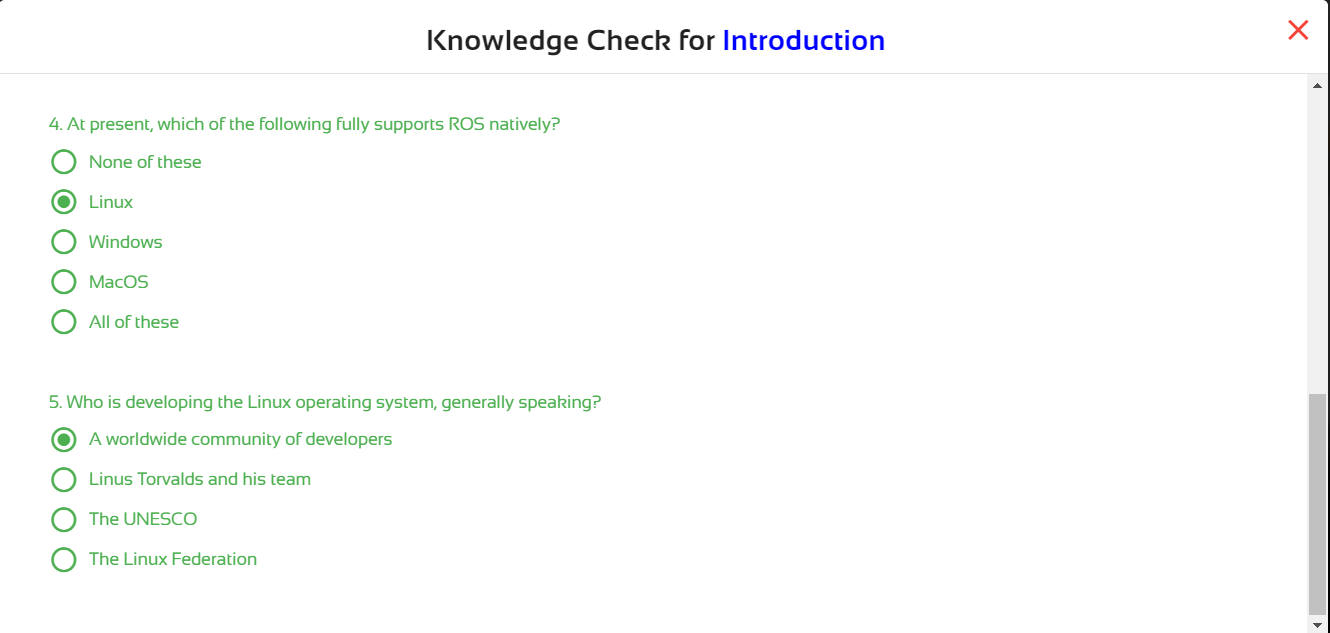 Knowledge Check for Introduction
4. At present, which of the following fully supports ROS natively?
None of these
Linux
Windows
MacOS
All of these
5. Who is developing the Linux operating system, generally speaking?
A worldwide community of developers
Linus Torvalds and his team
The UNESCO
The Linux Federation